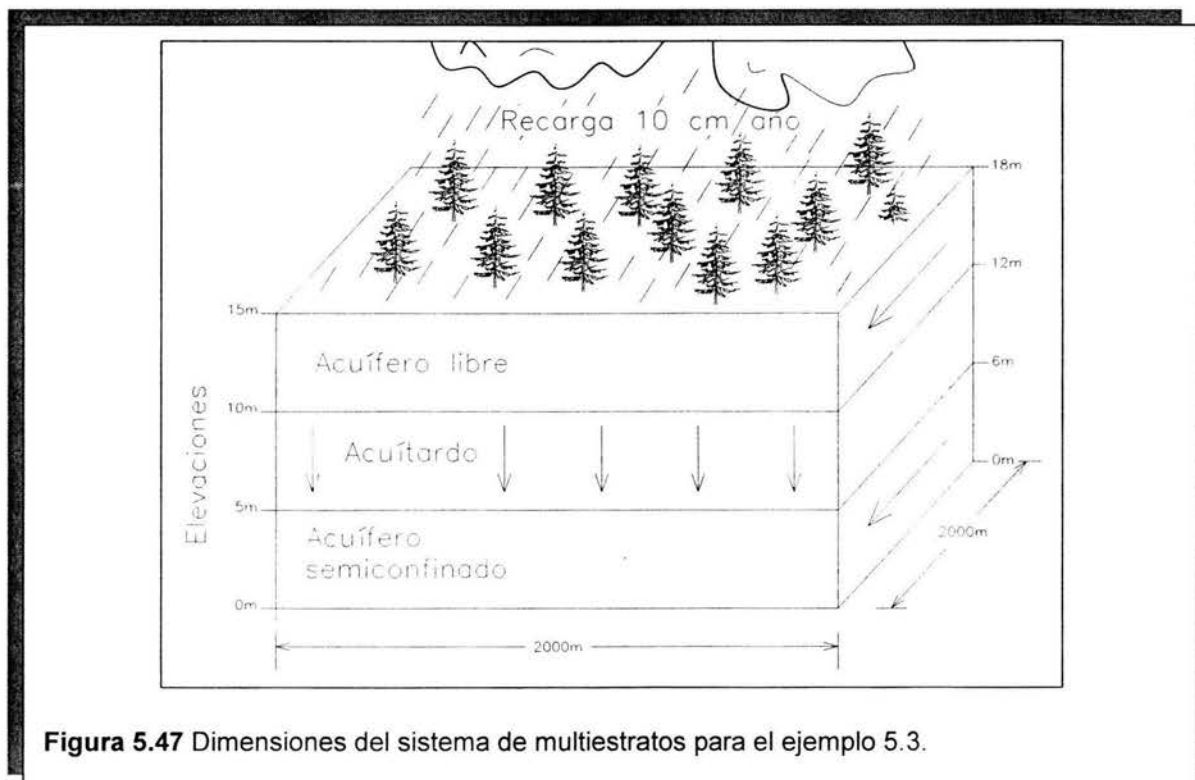 Recarga 10 cm año
18m
12m
15m
Acuífero libre
6m
10m
Elevaciones
Acuítardo
0m
5m
2000m
Acuífero
semiconfinado
0m
2000m
Figura 5.47 Dimensiones del sistema de multiestratos para el ejemplo 5.3.